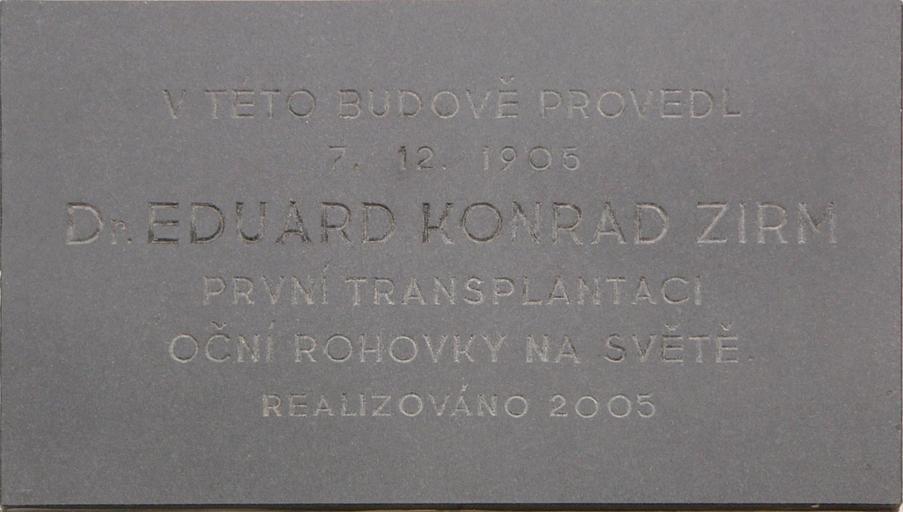 V TÉTO BUDOVĚ PROVEDL
7. 12. 1905
Dr. EDUARD KONRAD ZIRM
PRVNÍ TRANSPLANTACI
OČNÍ ROHOVKY NA SVĚTĚ.
REALIZOVÁNO 2005